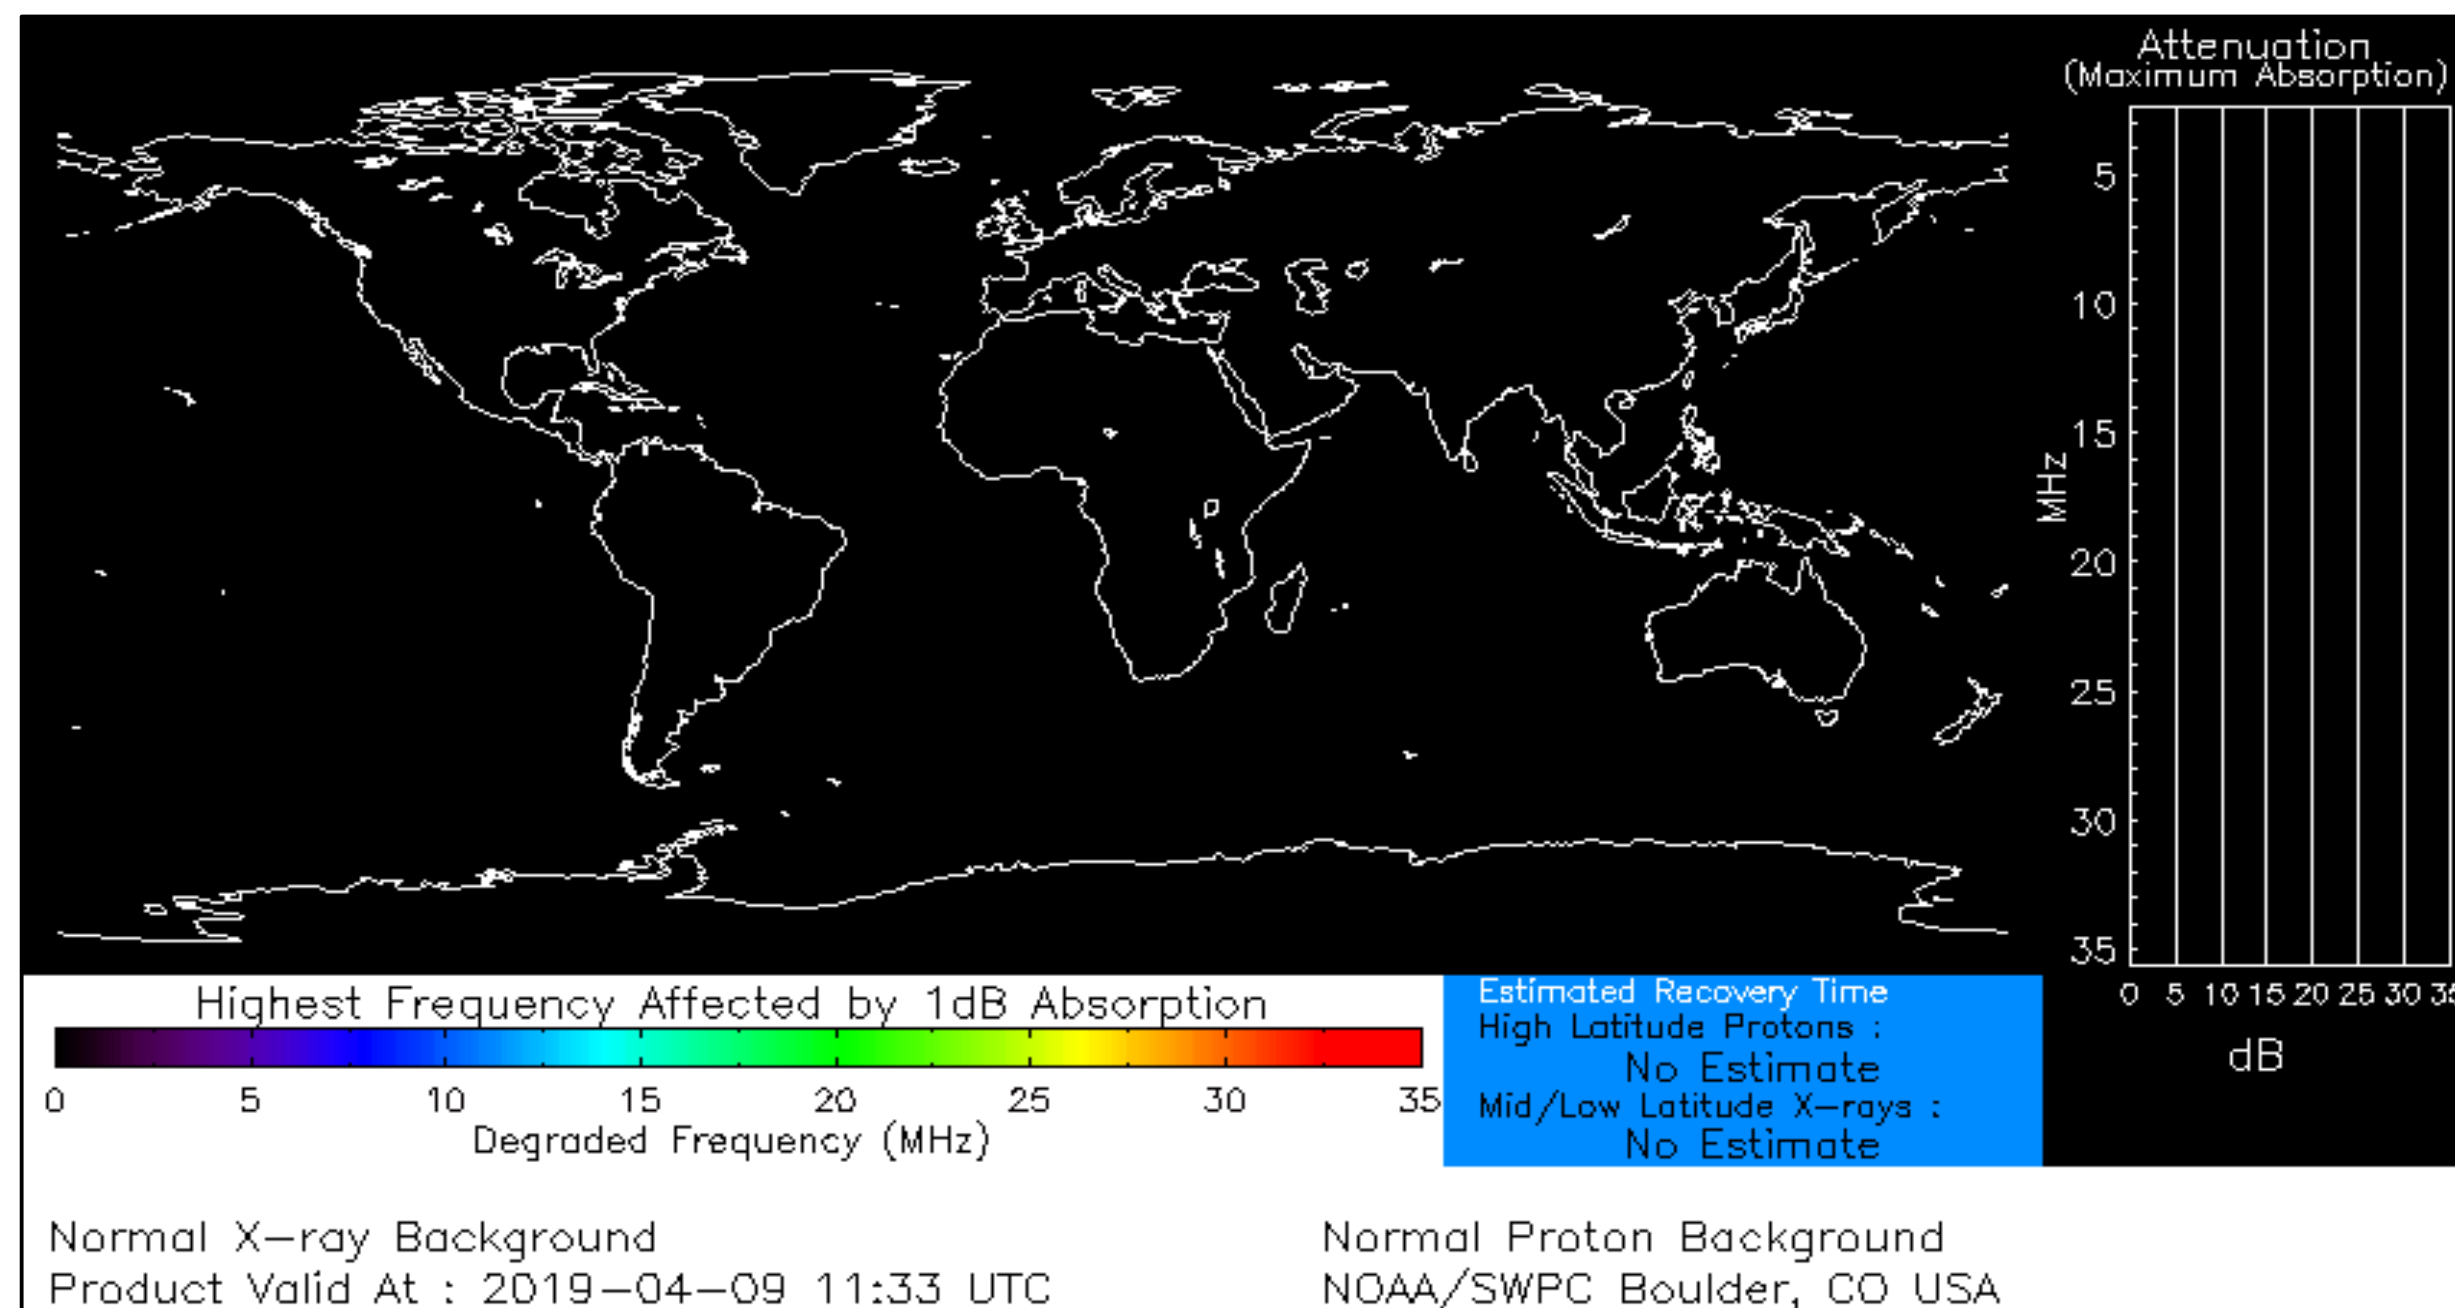 Attenuation
(Maximum Absorption)
5
10
15
20
25
30
35
MHz
0 5 10 15 20 25 30 35
dB
Highest Frequency Affected by 1dB Absorption
0 5 10 15 20 25 30 35
Degraded Frequency (MHz)
Estimated Recovery Time
High Latitude Protons :
No Estimate
Mid/Low Latitude X-rays :
No Estimate
Normal X-ray Background
Normal Proton Background
Product Valid At : 2019-04-09 11:33 UTC
NOAA/SWPC Boulder, CO USA